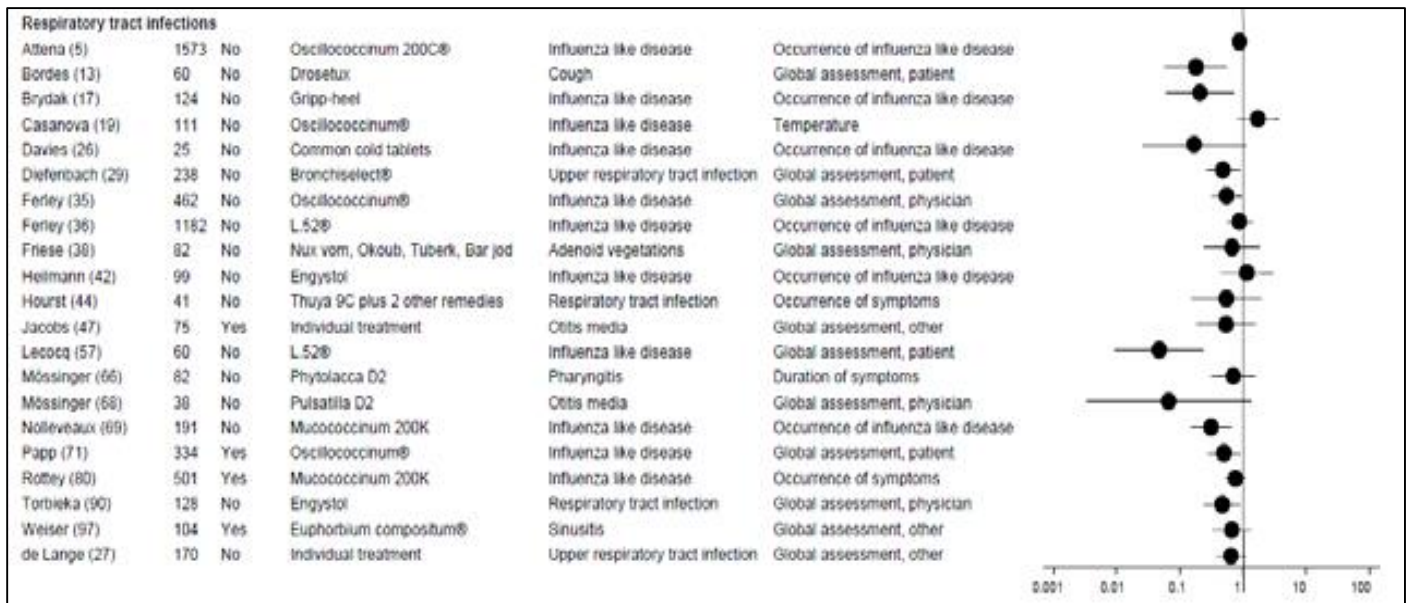 Respiratory tract infections
Attena (5) 1573 No Oscillococcinum 200C® Influenza like disease Occurrence of influenza like disease
Bordes (13) 60 No Drosetux Cough Global assessment, patient
Brydak (17) 124 No Gripp-heel Influenza like disease Occurrence of influenza like disease
Casanova (19) 111 No Oscillococcinum® Influenza like disease Temperature
Davies (26) 25 No Common cold tablets Influenza like disease Occurrence of influenza like disease
Diefenbach (29) 238 No Bronchiselect® Upper respiratory tract infection Global assessment, patient
Ferley (35) 462 No Oscillococcinum® Influenza like disease Global assessment, physician
Ferley (36) 1182 No L.52® Influenza like disease Occurrence of influenza like disease
Friese (38) 82 No Nux vom, Okoub, Tuberk, Bar jod Adenoid vegetations Global assessment, physician
Heilmann (42) 99 No Engystol Influenza like disease Occurrence of influenza like disease
Hourst (44) 41 No Thuya 9C plus 2 other remedies Respiratory tract infection Occurrence of symptoms
Jacobs (47) 75 Yes Individual treatment Otitis media Global assessment, other
Lecocq (57) 60 No L.52® Influenza like disease Global assessment, patient
Mössinger (66) 82 No Phytolacca D2 Pharyngitis Duration of symptoms
Mössinger (68) 38 No Pulsatilla D2 Otitis media Global assessment, physician
Nolleveaux (69) 191 No Mucococcinum 200K Influenza like disease Occurrence of influenza like disease
Papp (71) 334 Yes Oscillococcinum® Influenza like disease Global assessment, patient
Rottey (80) 501 Yes Mucococcinum 200K Influenza like disease Occurrence of symptoms
Torbieka (90) 128 No Engystol Respiratory tract infection Global assessment, physician
Weiser (97) 104 Yes Euphorbium compositum® Sinusitis Global assessment, other
de Lange (27) 170 No Individual treatment Upper respiratory tract infection Global assessment, other
0.001 0.01 0.1 1 10 100